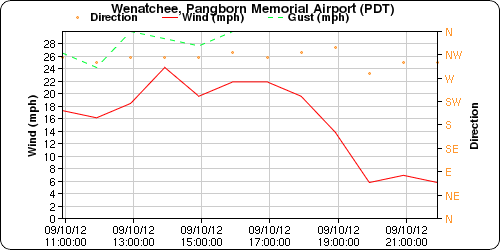 Wenatchee, Pangborn Memorial Airport (PDT)
Direction Wind (mph) Gust (mph)
28 N
26
24 NW
22
20 W
18
16 SW
14 S
12
10 SE
8
6 E
4
2 NE
0 N
Wind (mph)
Direction
09/10/12 09/10/12 09/10/12 09/10/12 09/10/12 09/10/12
11:00:00 13:00:00 15:00:00 17:00:00 19:00:00 21:00:00